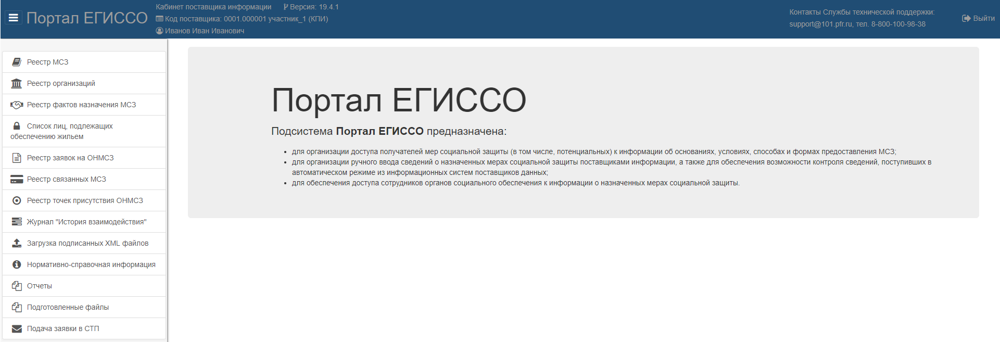 Портал ЕГИССО
Кабинет поставщика информации Версия: 19.4.1
Код поставщика: 0001.000001 участник_1 (КПИ)
Иванов Иван Иванович
Контакты Службы технической поддержки:
support@101.pfr.ru, тел. 8-800-100-98-38
Выйти
Реестр МСЗ
Реестр организаций
Реестр фактов назначения МСЗ
Список лиц, подлежащих
обеспечению жильем
Реестр заявок на ОНМСЗ
Реестр связанных МСЗ
Реестр точек присутствия ОНМСЗ
Журнал "История взаимодействия"
Загрузка подписанных XML файлов
Нормативно-справочная информация
Отчеты
Подготовленные файлы
Подача заявки в СТП
Портал ЕГИССО
Подсистема Портал ЕГИССО предназначена:
для организации доступа получателей мер социальной защиты (в том числе, потенциальных) к информации об основаниях, условиях, способах и формах предоставления МСЗ;
для организации ручного ввода сведений о назначенных мерах социальной защиты поставщиками информации, а также для обеспечения возможности контроля сведений, поступивших в
автоматическом режиме из информационных систем поставщиков данных;
для обеспечения доступа сотрудников органов социального обеспечения к информации о назначенных мерах социальной защиты.